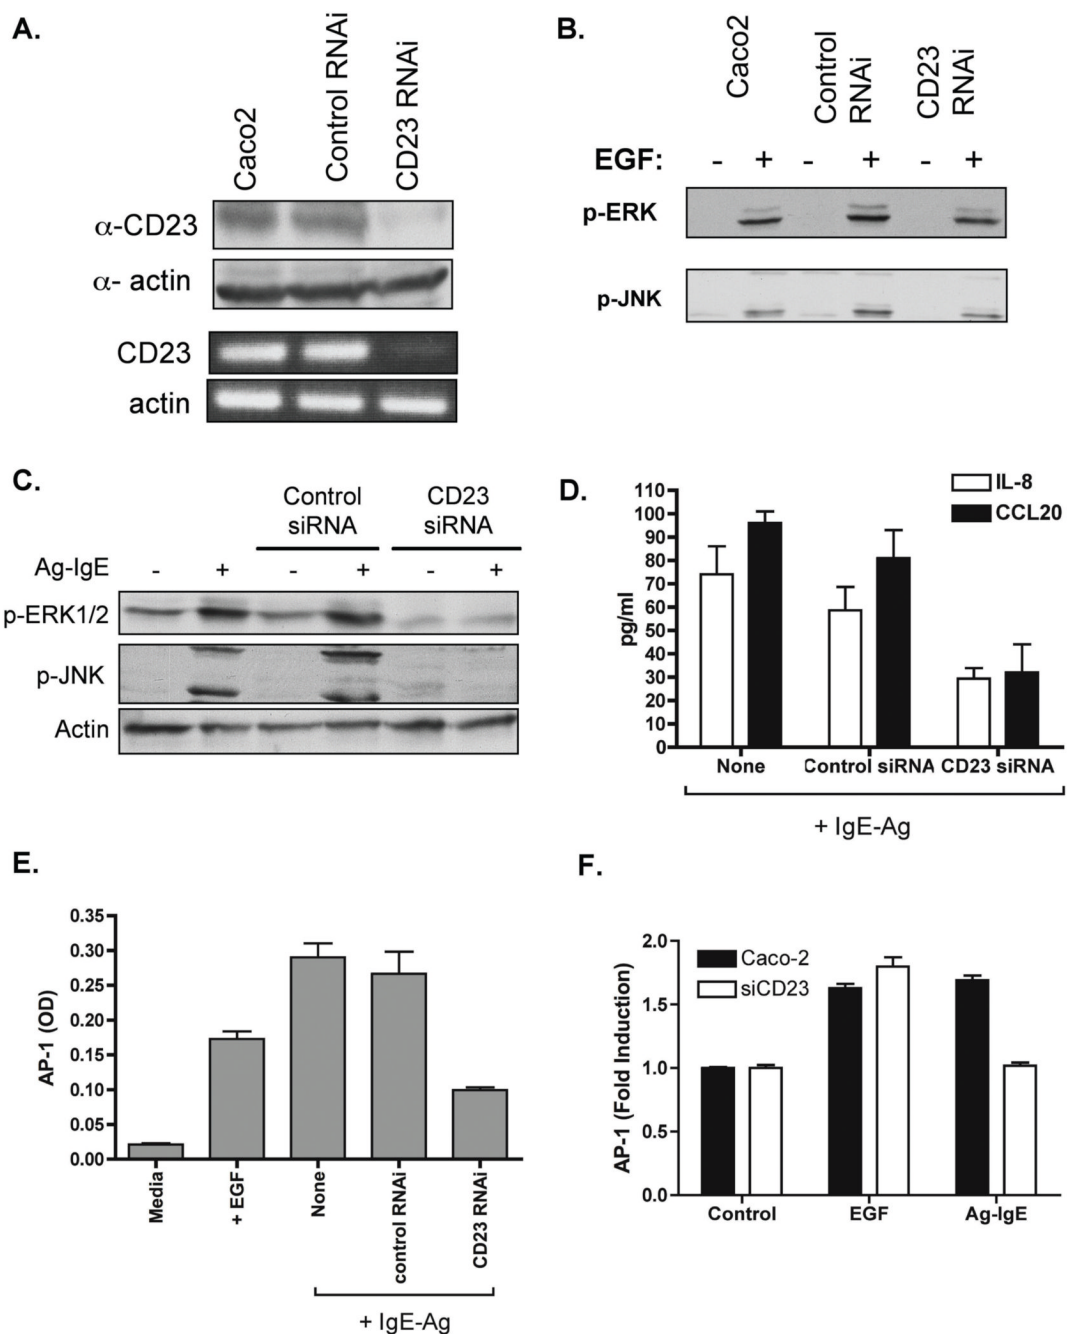 A.
Caco2
Control RNAi
CD23 RNAi
α-CD23
α- actin
CD23
actin
B.
Caco2
Control
RNAi
CD23
RNAi
EGF: - + - + - +
p-ERK
p-JNK
C.
Control
siRNA
CD23
siRNA
Ag-IgE - + - + - +
p-ERK1/2
p-JNK
Actin
D.
IL-8
CCL20
pg/ml
110
100
90
80
70
60
50
40
30
20
10
0
None Control siRNA CD23 siRNA
+ IgE-Ag
E.
AP-1 (OD)
0.35
0.30
0.25
0.20
0.15
0.10
0.05
0.00
Media
+ EGF
None
control RNAi
CD23 RNAi
+ IgE-Ag
F.
AP-1 (Fold Induction)
2.0
1.5
1.0
0.5
0.0
Caco-2
siCD23
Control EGF Ag-IgE